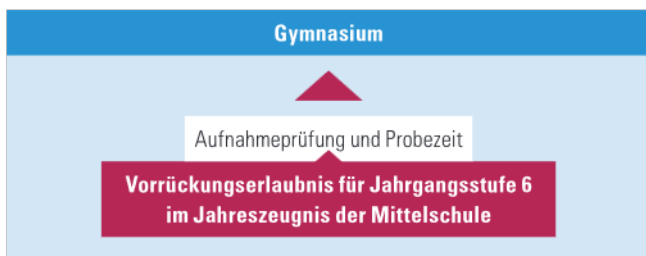 Gymnasium
Aufnahmeprüfung und Probezeit
Vorrückungserlaubnis für Jahrgangsstufe 6
im Jahreszeugnis der Mittelschule